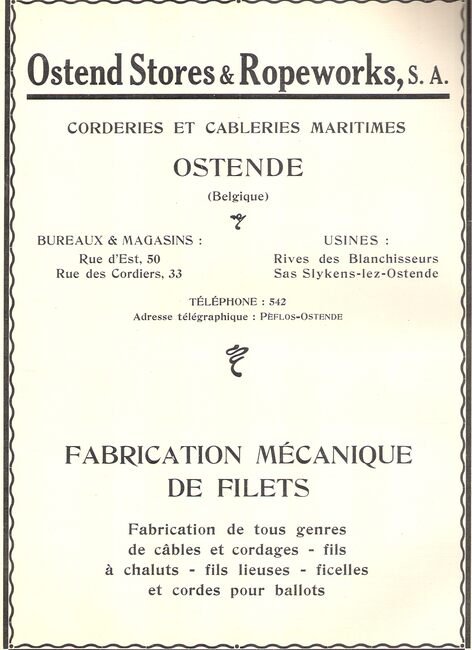 Ostend Stores & Ropeworks, S. A.
CORDERIES ET CABLERIES MARITIMES
OSTENDE
(Belgique)
BUREAUX & MAGASINS :
Rue d'Est, 50
Rue des Cordiers, 33
USINES :
Rives des Blanchisseurs
Sas Slykens-lez-Ostende
TÉLÉPHONE : 542
Adresse télégraphique : PÈFLOS-OSTENDE
FABRICATION MÉCANIQUE
DE FILETS
Fabrication de tous genres
de câbles et cordages - fils
à chaluts - fils lieuses - ficelles
et cordes pour ballots